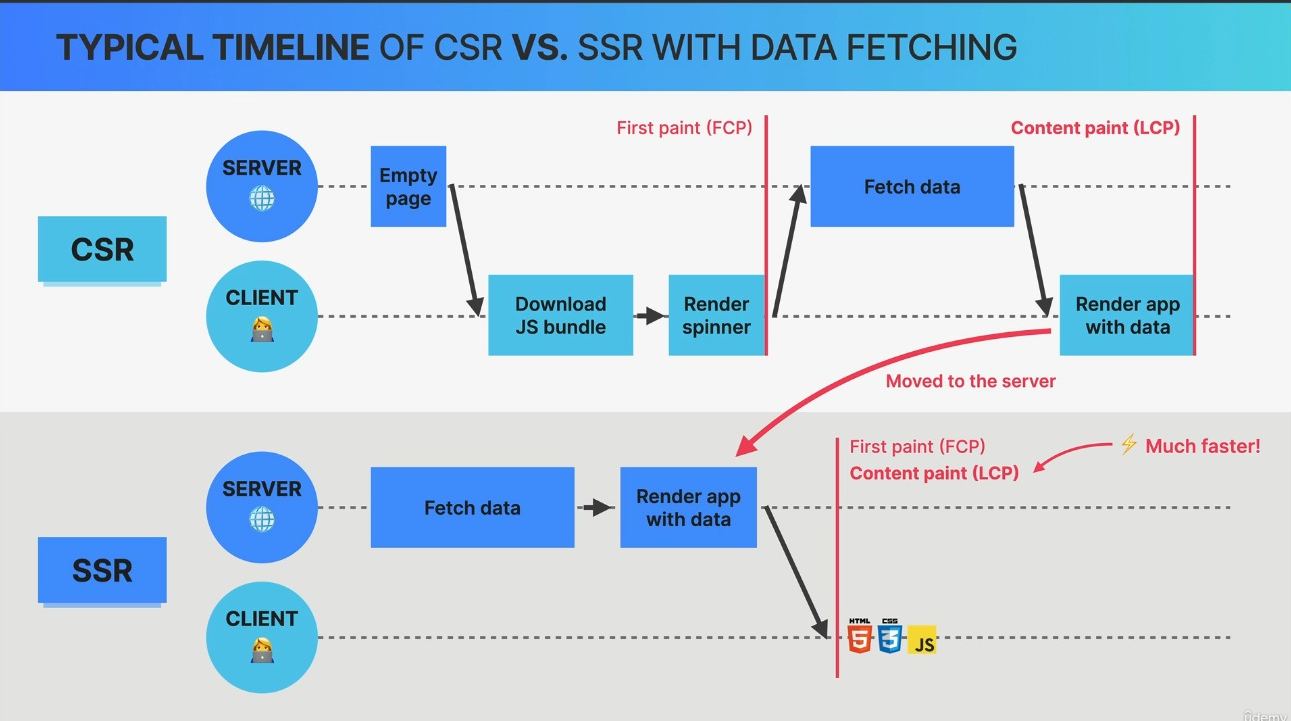 TYPICAL TIMELINE OF CSR VS. SSR WITH DATA FETCHING
First paint (FCP)
Content paint (LCP)
SERVER
Empty
page
Fetch data
CSR
CLIENT
Download
JS bundle
Render
spinner
Render app
with data
Moved to the server
First paint (FCP)
Content paint (LCP)
⚡ Much faster!
SERVER
Fetch data
Render app
with data
SSR
CLIENT
HTML
5
CSS
3
JS
ûdemy